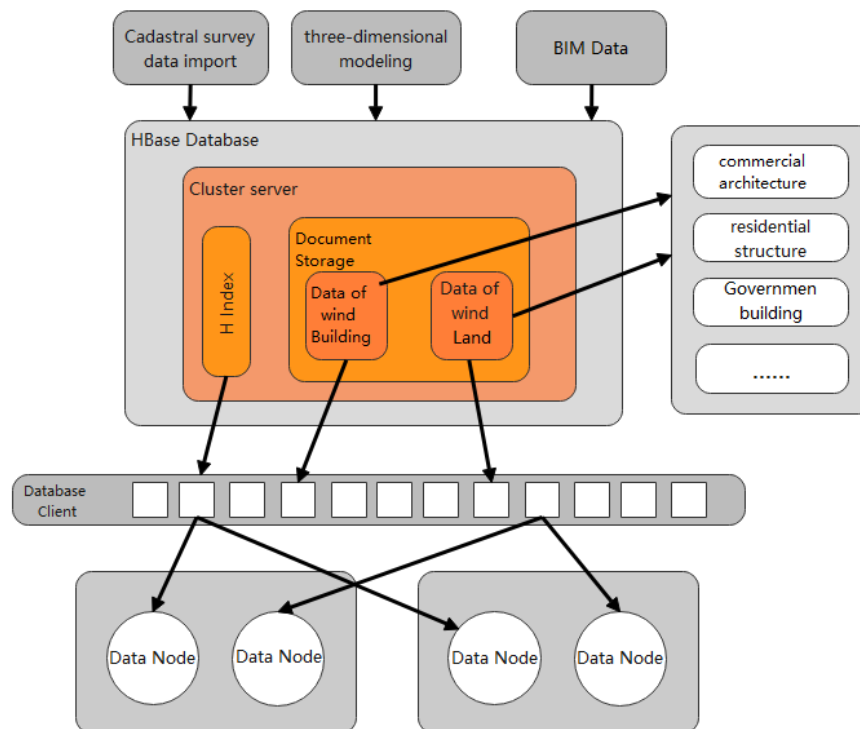 Cadastral survey
data import
three-dimensional
modeling
BIM Data
HBase Database
Cluster server
H Index
Document
Storage
Data of
wind
Building
Data of
wind
Land
commercial
architecture
residential
structure
Governmen
building
......
Database
Client
Data Node
Data Node
Data Node
Data Node